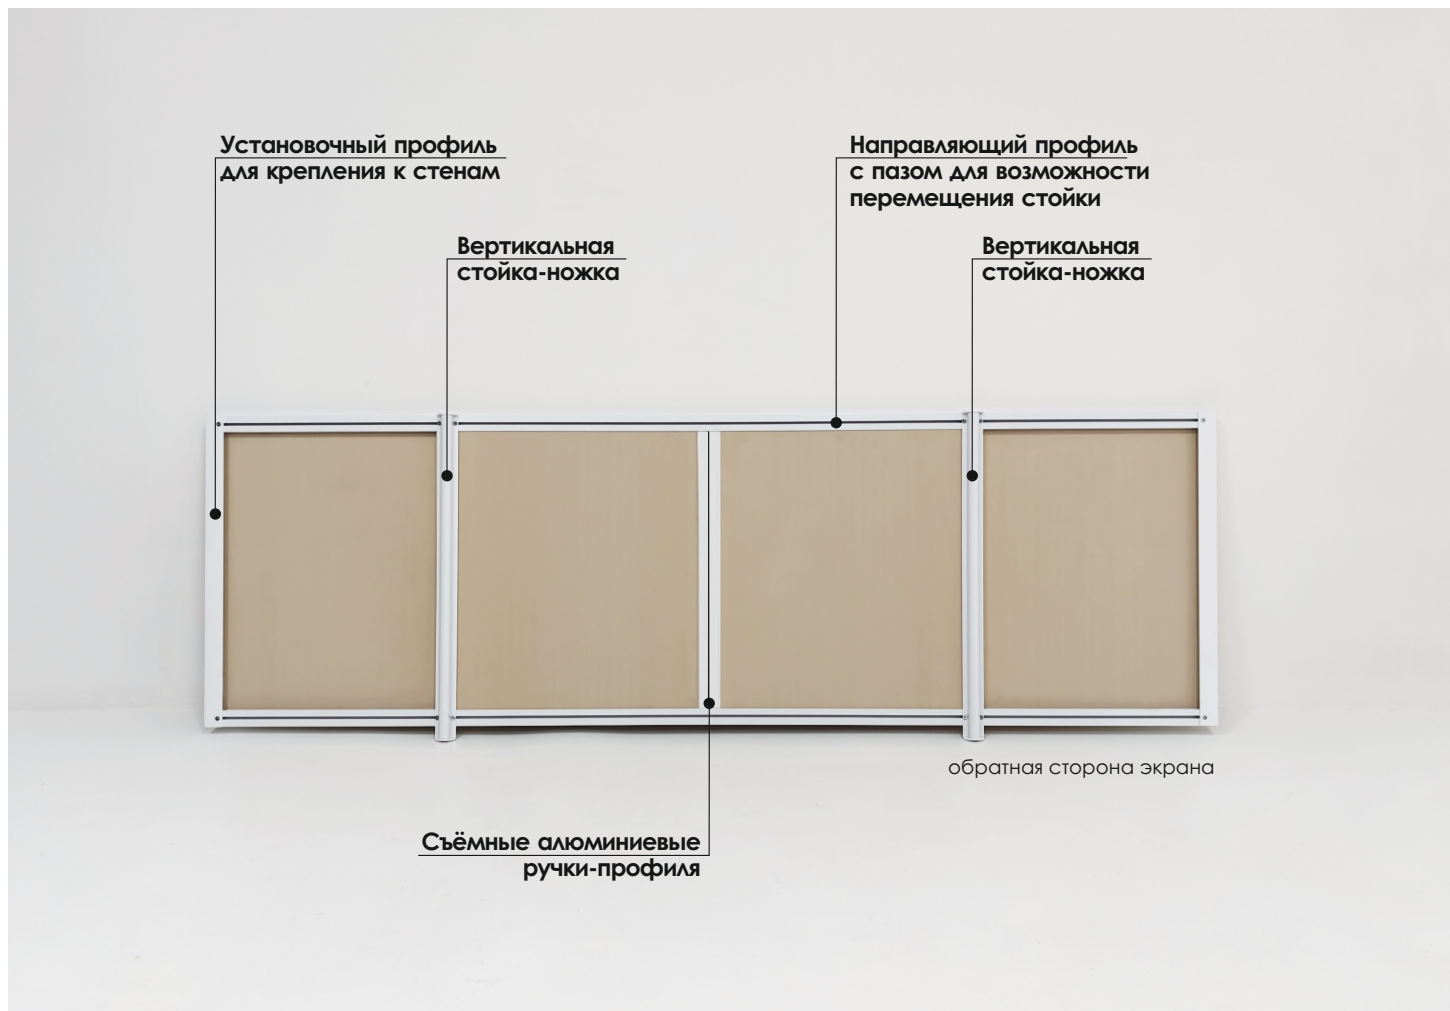 Установочный профиль
для крепления к стенам
Направляющий профиль
с пазом для возможности
перемещения стойки
Вертикальная
стойка-ножка
Вертикальная
стойка-ножка
обратная сторона экрана
Съёмные алюминиевые
ручки-профиля